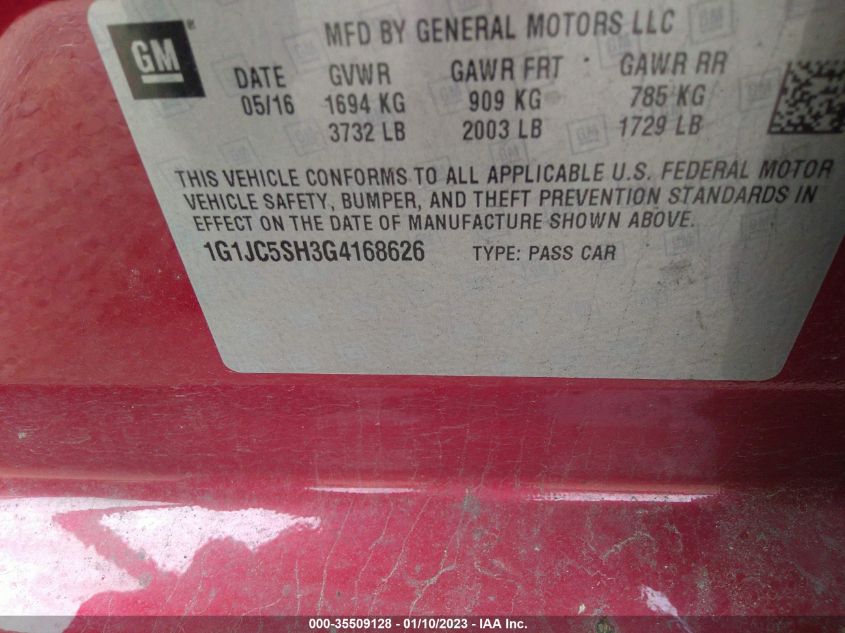 GM
MFD BY GENERAL MOTORS LLC
DATE GVWR GAWR FRT GAWR RR
05/16 1694 KG 909 KG 785 KG
3732 LB 2003 LB 1729 LB
THIS VEHICLE CONFORMS TO ALL APPLICABLE U.S. FEDERAL MOTOR
VEHICLE SAFETY, BUMPER, AND THEFT PREVENTION STANDARDS IN
EFFECT ON THE DATE OF MANUFACTURE SHOWN ABOVE.
1G1JC5SH3G4168626 TYPE: PASS CAR
000-35509128 - 01/10/2023 - IAA Inc.